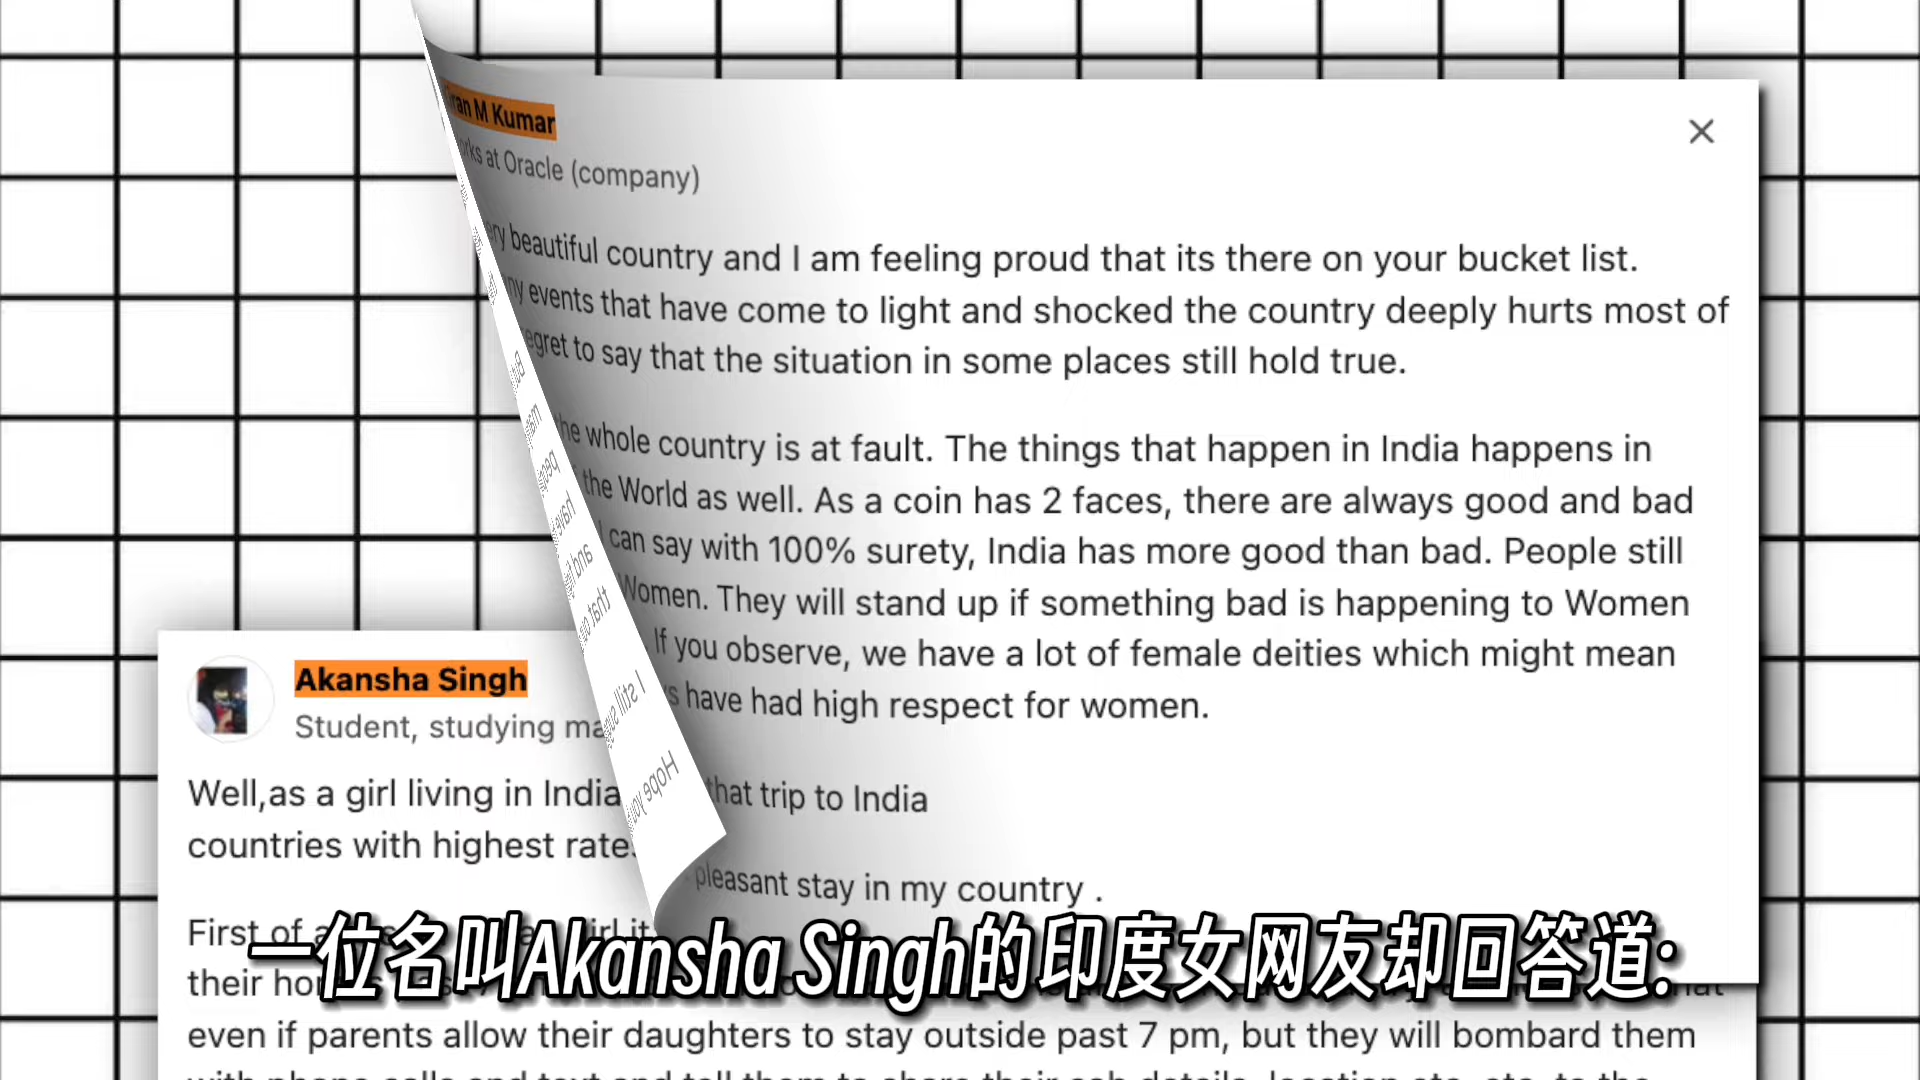 M Kumar
at Oracle (company)
beautiful country and I am feeling proud that its there on your bucket list.
events that have come to light and shocked the country deeply hurts most of
to say that the situation in some places still hold true.
whole country is at fault. The things that happen in India happens in
the World as well. As a coin has 2 faces, there are always good and bad
I can say with 100% surety, India has more good than bad. People still
Women. They will stand up if something bad is happening to Women
If you observe, we have a lot of female deities which might mean
have had high respect for women.
that trip to India
pleasant stay in my country .
Akansha Singh
Student, studying
Well,as a girl living in India
countries with highest
First of
their
even if parents allow their daughters to stay outside past 7 pm, but they will bombard them
一位名叫Akansha Singh的印度女网友却回答道: